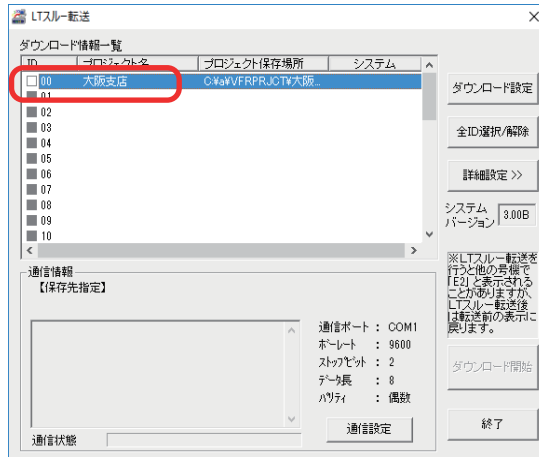 LTスルー転送
ダウンロード情報一覧
ID プロジェクト名 プロジェクト保存場所 システム
00 大阪支店 C:¥a¥VFRPRJCT¥大阪...
01
02
03
04
05
06
07
08
09
10
ダウンロード設定
全ID選択/解除
詳細設定 >>
システム
バージョン 3.00B
※LTスルー転送を
行うと他の号機で
「E2」と表示される
ことがありますが、
LTスルー転送後
は転送前の表示に
戻ります。
ダウンロード開始
終了
通信情報
【保存先指定】
通信ポート : COM1
ボーレート : 9600
ストップビット : 2
データ長 : 8
パリティ : 偶数
通信設定
通信状態